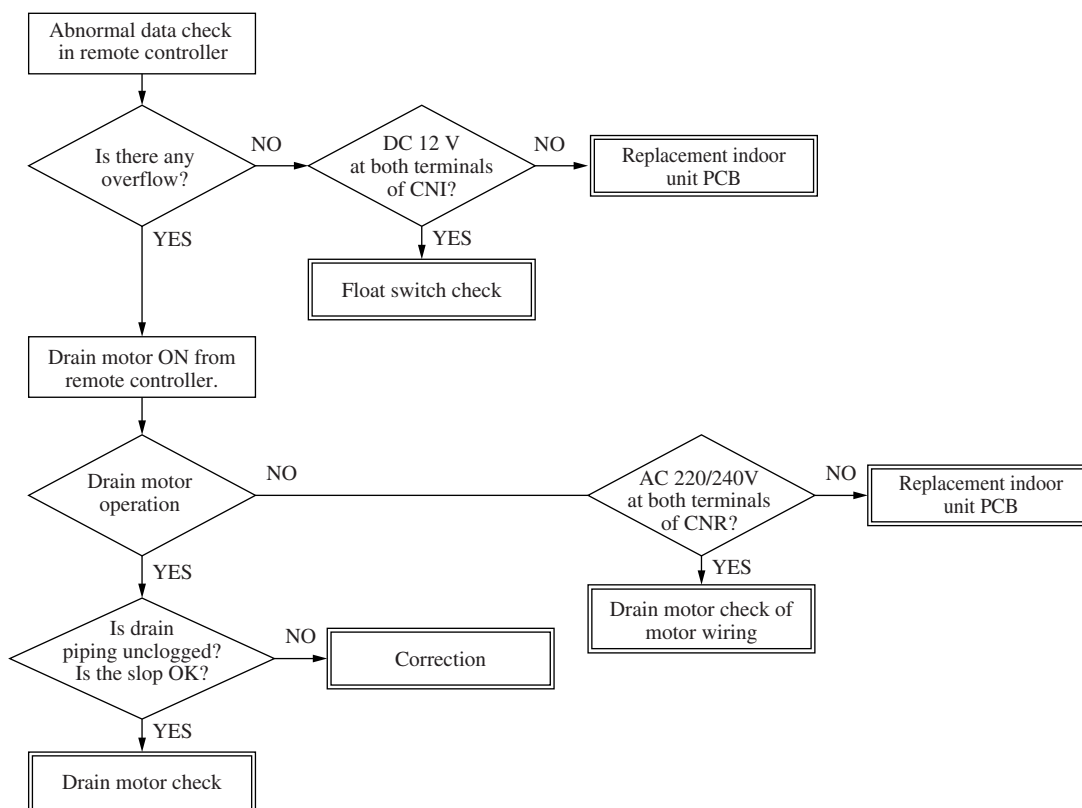 Abnormal data check
in remote controller
Is there any
overflow?
NO
DC 12 V
at both terminals
of CNI?
NO
Replacement indoor
unit PCB
YES
YES
Float switch check
Drain motor ON from
remote controller.
Drain motor
operation
NO
AC 220/240V
at both terminals
of CNR?
NO
Replacement indoor
unit PCB
YES
YES
Drain motor check of
motor wiring
Is drain
piping unclogged?
Is the slop OK?
NO
Correction
YES
Drain motor check